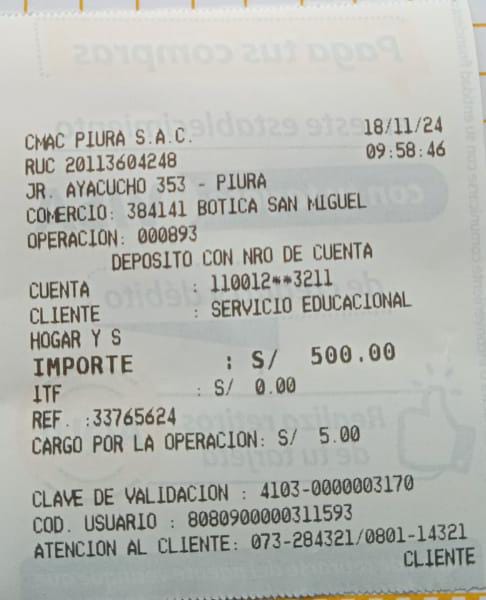 CMAC PIURA S.A.C. 18/11/24
RUC 20113604248 09:58:46
JR. AYACUCHO 353 - PIURA
COMERCIO: 384141 BOTICA SAN MIGUEL
OPERACION: 000893
DEPOSITO CON NRO DE CUENTA
CUENTA : 110012**3211
CLIENTE : SERVICIO EDUCACIONAL
HOGAR Y S
IMPORTE : S/ 500.00
ITF : S/ 0.00
REF. :33765624
CARGO POR LA OPERACION: S/ 5.00
CLAVE DE VALIDACION : 4103-0000003170
COD. USUARIO : 8080900000311593
ATENCION AL CLIENTE: 073-284321/0801-14321
CLIENTE